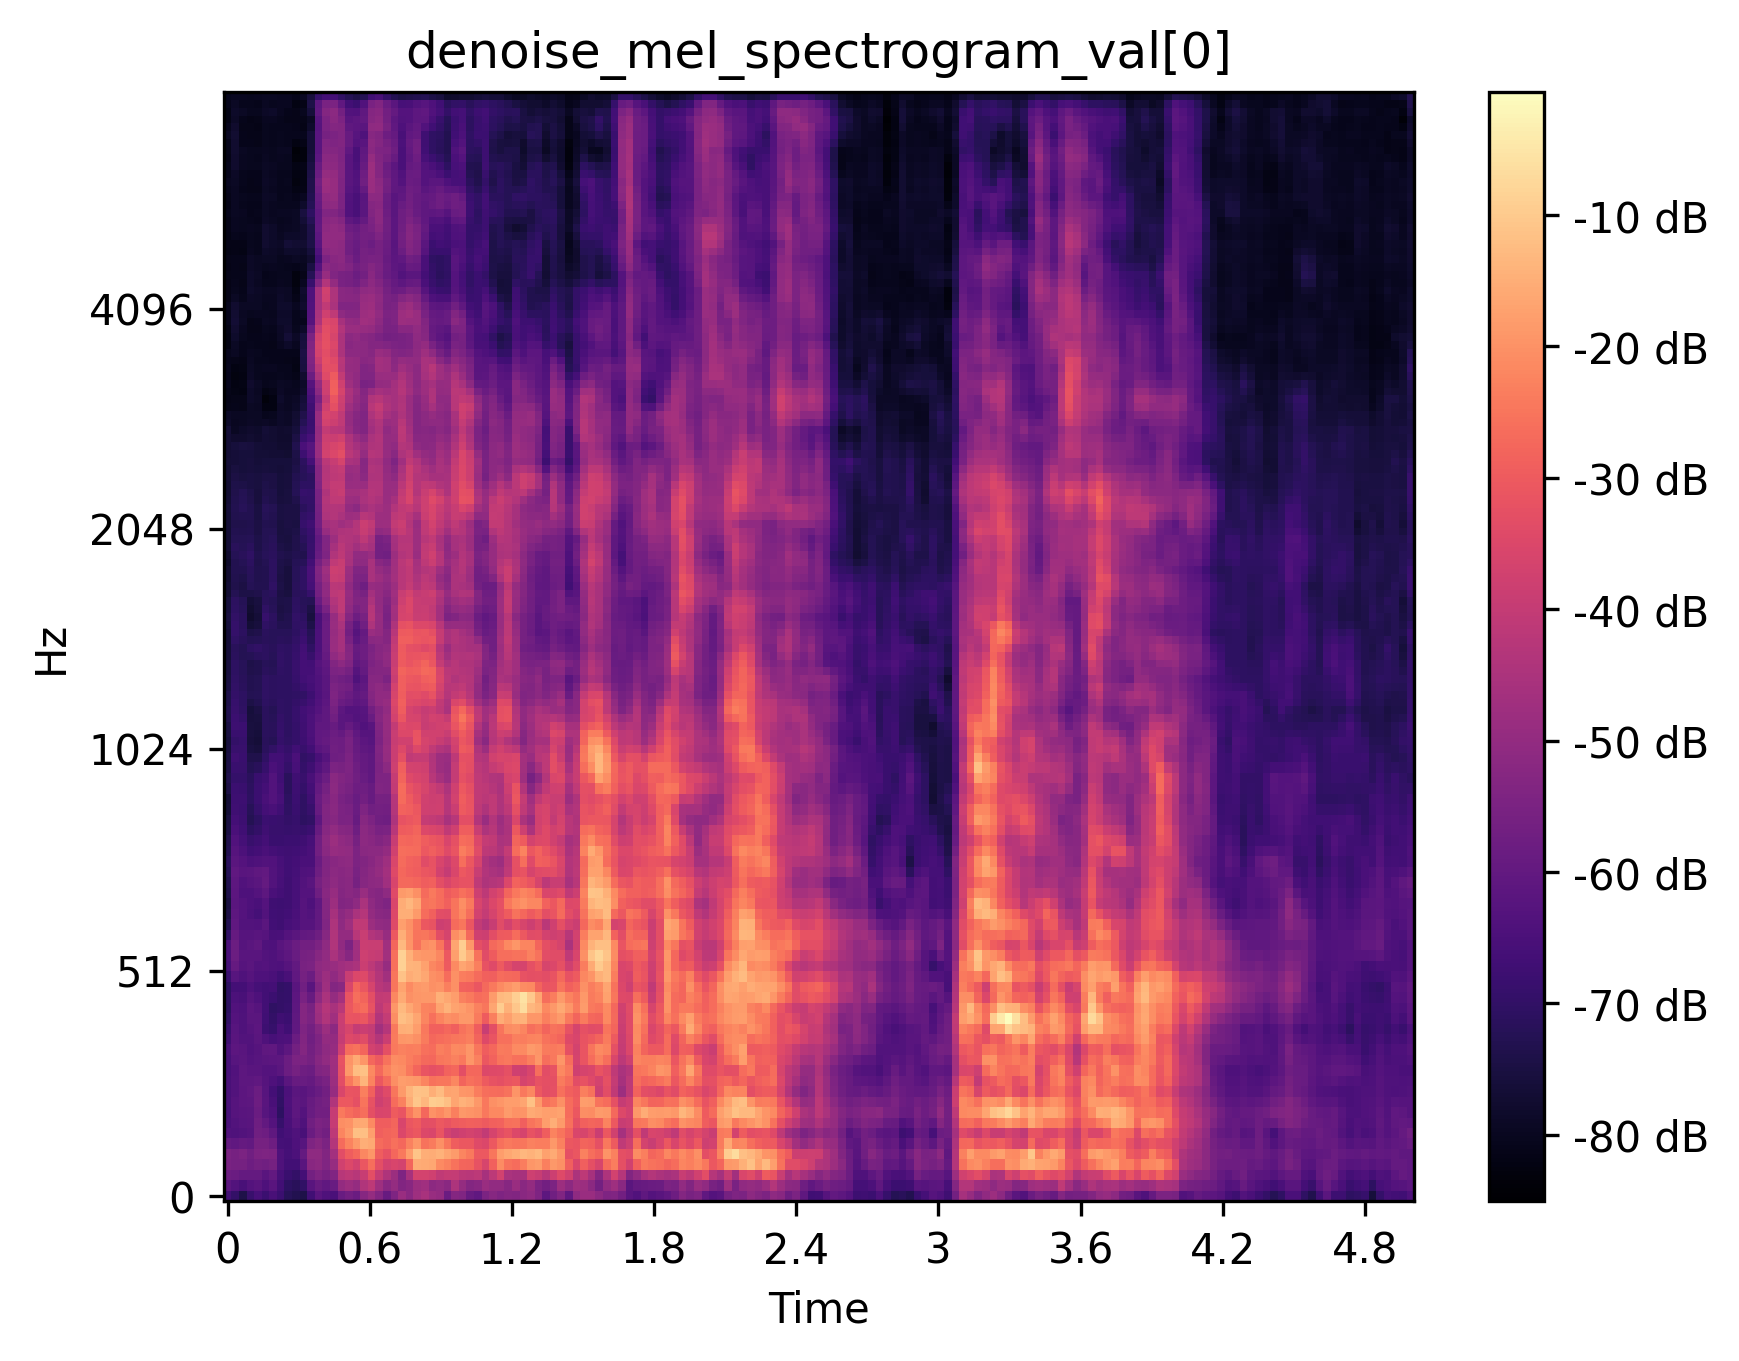 denoise_mel_spectrogram_val[0]
Hz
4096
2048
1024
512
0
0 0.6 1.2 1.8 2.4 3 3.6 4.2 4.8
Time
-10 dB
-20 dB
-30 dB
-40 dB
-50 dB
-60 dB
-70 dB
-80 dB